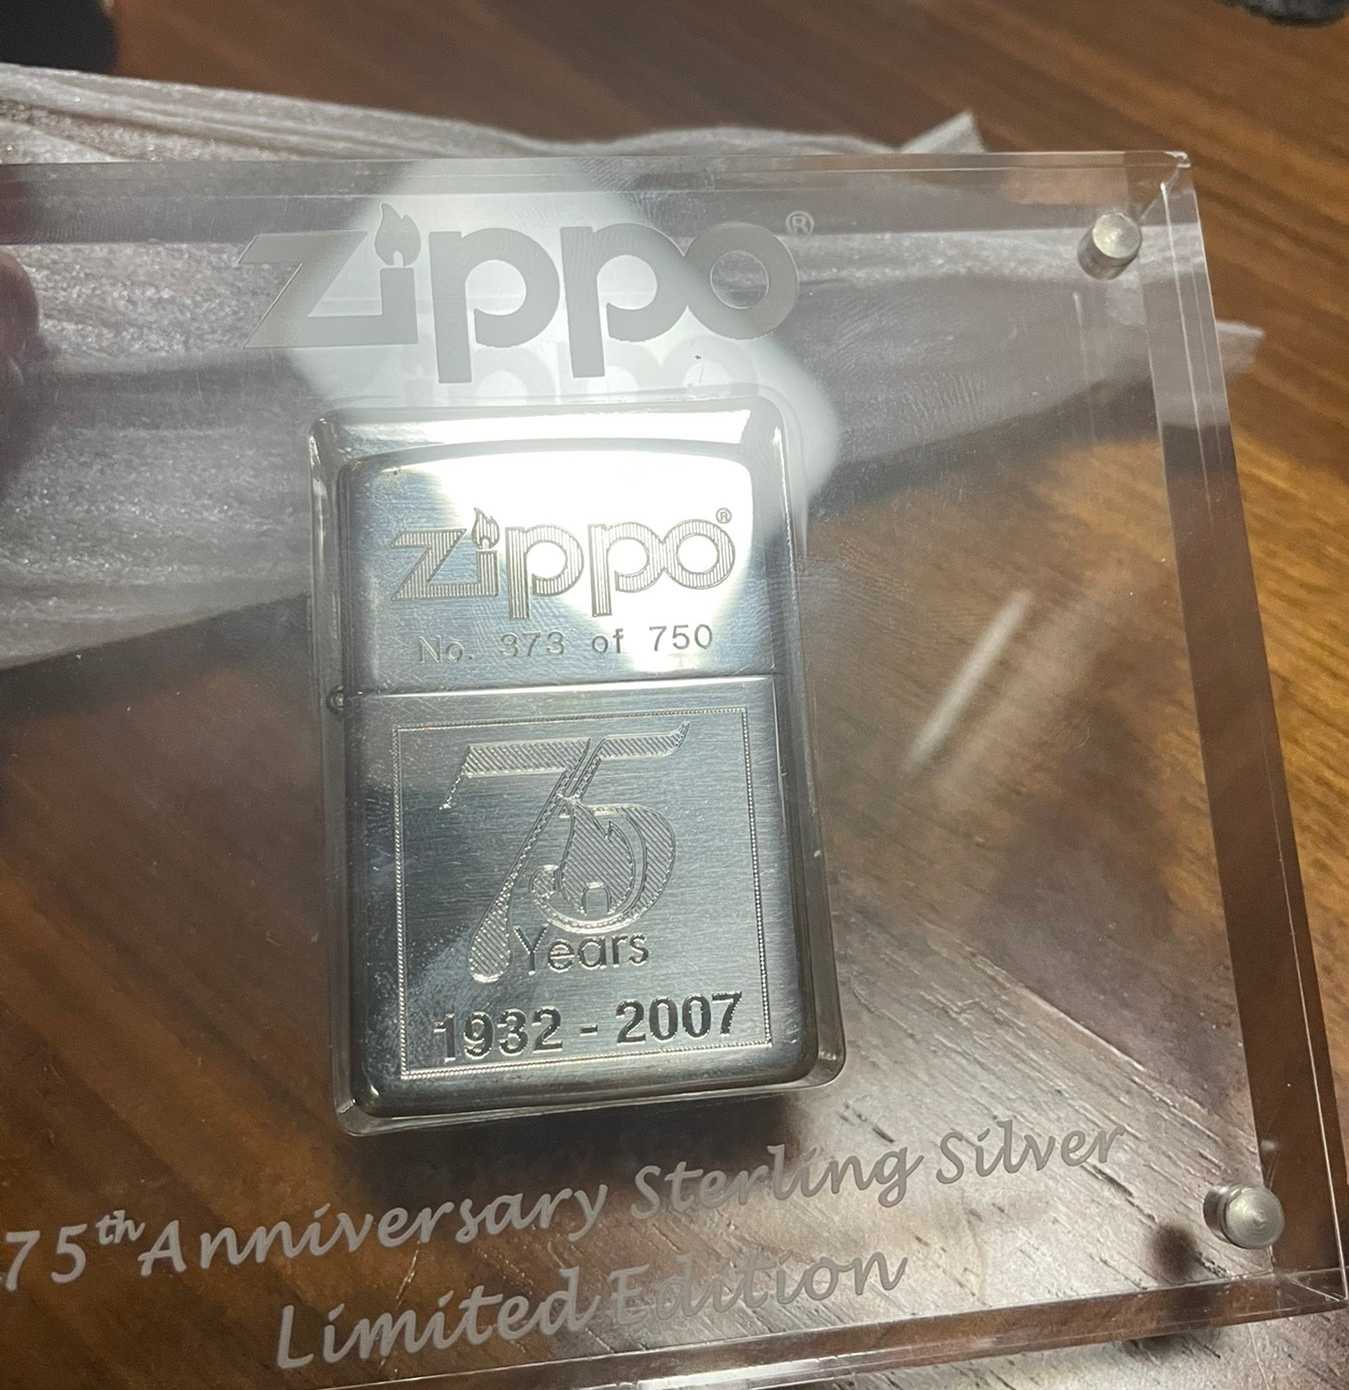 Zippo®
Zippo®
No. 373 of 750
75
Years
1932 - 2007
75th Anniversary Sterling Silver
Limited Edition